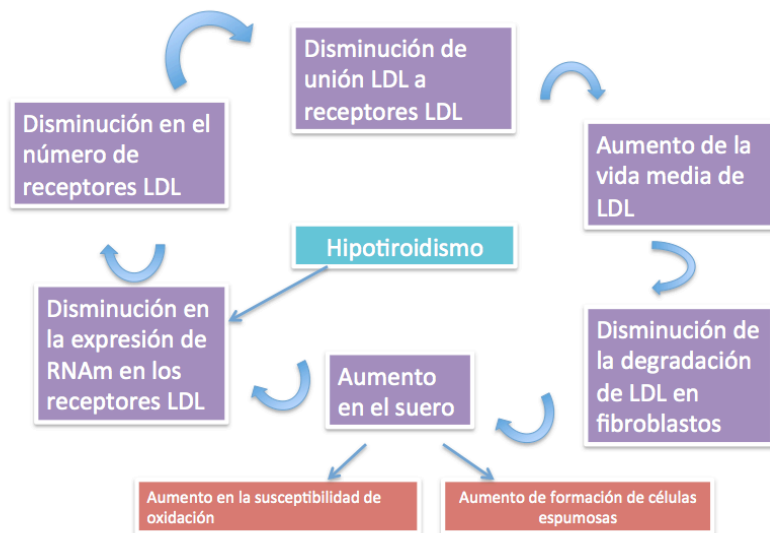 Disminución de
unión LDL a
receptores LDL
Disminución en el
número de
receptores LDL
Aumento de la
vida media de
LDL
Hipotiroidismo
Disminución en
la expresión de
RNAm en los
receptores LDL
Aumento
en el suero
Disminución de
la degradación
de LDL en
fibroblastos
Aumento en la susceptibilidad de
oxidación
Aumento de formación de células
espumosas